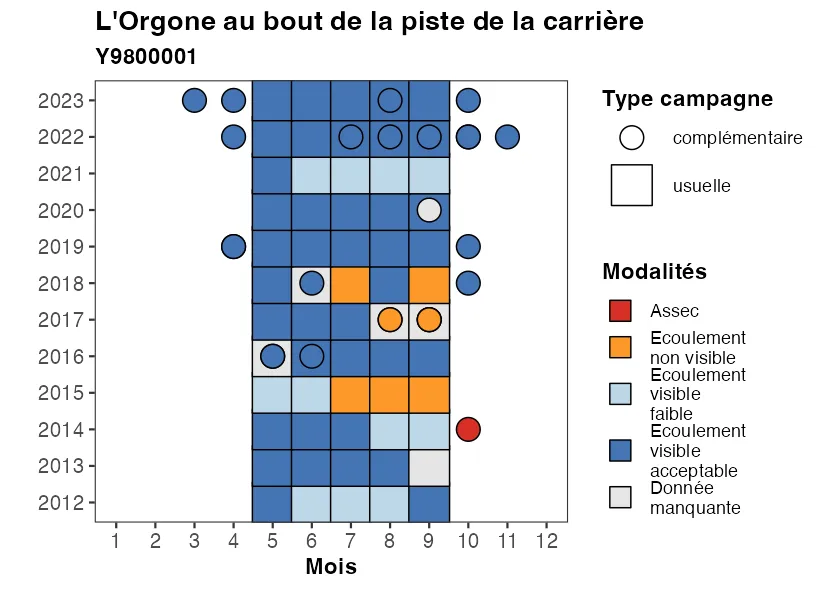 L'Orgone au bout de la piste de la carrière
Y9800001
2023
2022
2021
2020
2019
2018
2017
2016
2015
2014
2013
2012
1 2 3 4 5 6 7 8 9 10 11 12
Mois
Type campagne
complémentaire
usuelle
Modalités
Assec
Ecoulement
non visible
Ecoulement
visible
faible
Ecoulement
visible
acceptable
Donnée
manquante